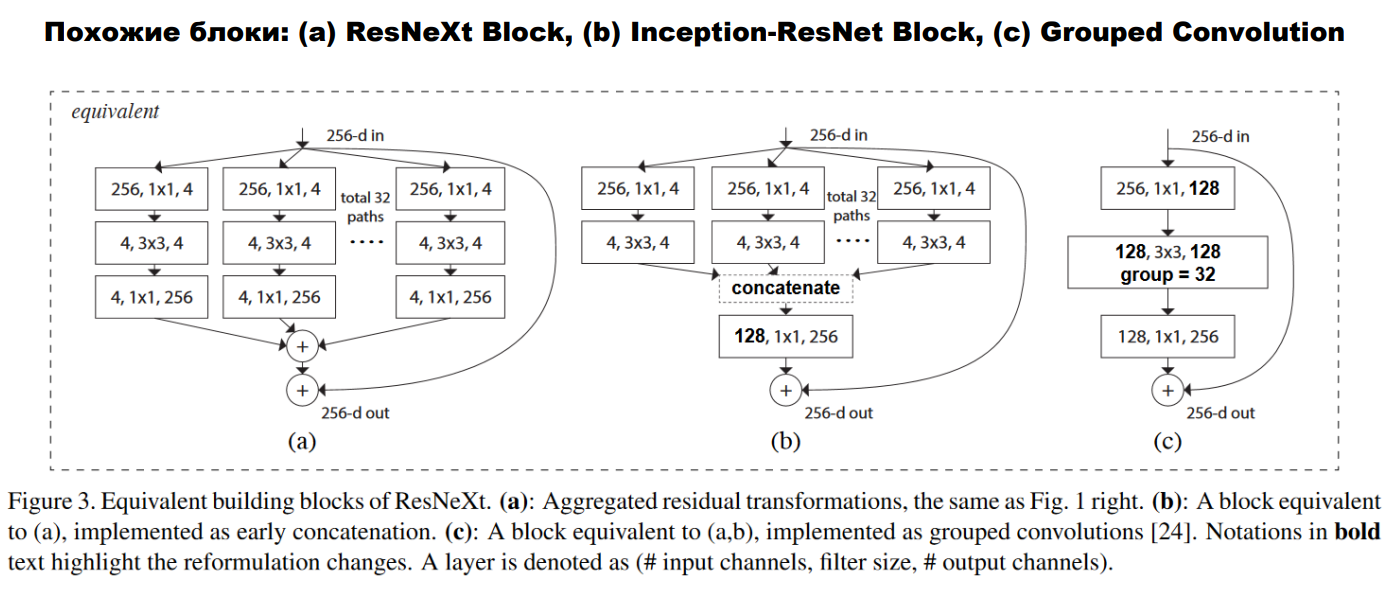 Похожие блоки: (a) ResNeXt Block, (b) Inception-ResNet Block, (c) Grouped Convolution
equivalent
256-d in
256, 1x1, 4
256, 1x1, 4
total 32
paths
256, 1x1, 4
4, 3x3, 4
4, 3x3, 4
....
4, 3x3, 4
4, 1x1, 256
4, 1x1, 256
4, 1x1, 256
+
+
256-d out
(a)
256-d in
256, 1x1, 4
256, 1x1, 4
total 32
paths
256, 1x1, 4
4, 3x3, 4
4, 3x3, 4
....
4, 3x3, 4
concatenate
128, 1x1, 256
+
256-d out
(b)
256-d in
256, 1x1, 128
128, 3x3, 128
group = 32
128, 1x1, 256
+
256-d out
(c)
Figure 3. Equivalent building blocks of ResNeXt. (a): Aggregated residual transformations, the same as Fig. 1 right. (b): A block equivalent
to (a), implemented as early concatenation. (c): A block equivalent to (a,b), implemented as grouped convolutions [24]. Notations in bold
text highlight the reformulation changes. A layer is denoted as (# input channels, filter size, # output channels).